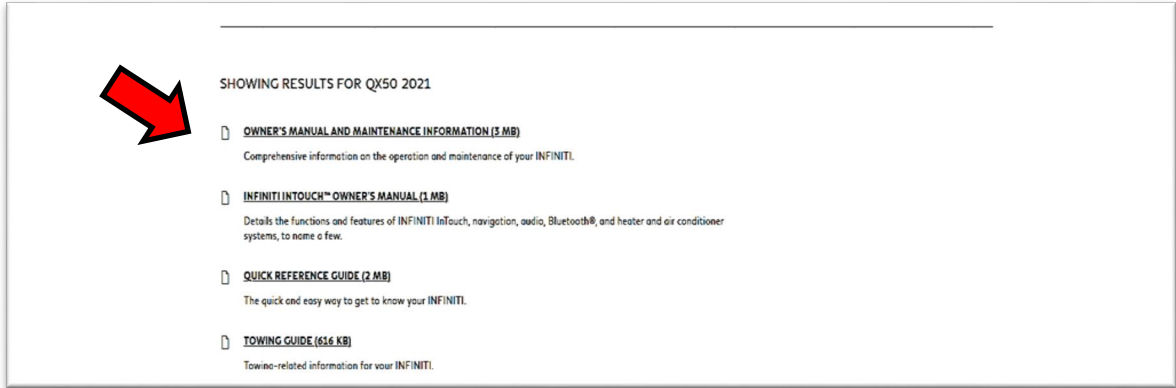 SHOWING RESULTS FOR QX50 2021
OWNER'S MANUAL AND MAINTENANCE INFORMATION (3 MB)
Comprehensive information on the operation and maintenance of your INFINITI.
INFINITI INTOUCH™ OWNER'S MANUAL (1 MB)
Details the functions and features of INFINITI InTouch, navigation, audio, Bluetooth®, and heater and air conditioner
systems, to name a few.
QUICK REFERENCE GUIDE (2 MB)
The quick and easy way to get to know your INFINITI.
TOWING GUIDE (616 KB)
Towing-related information for your INFINITI.